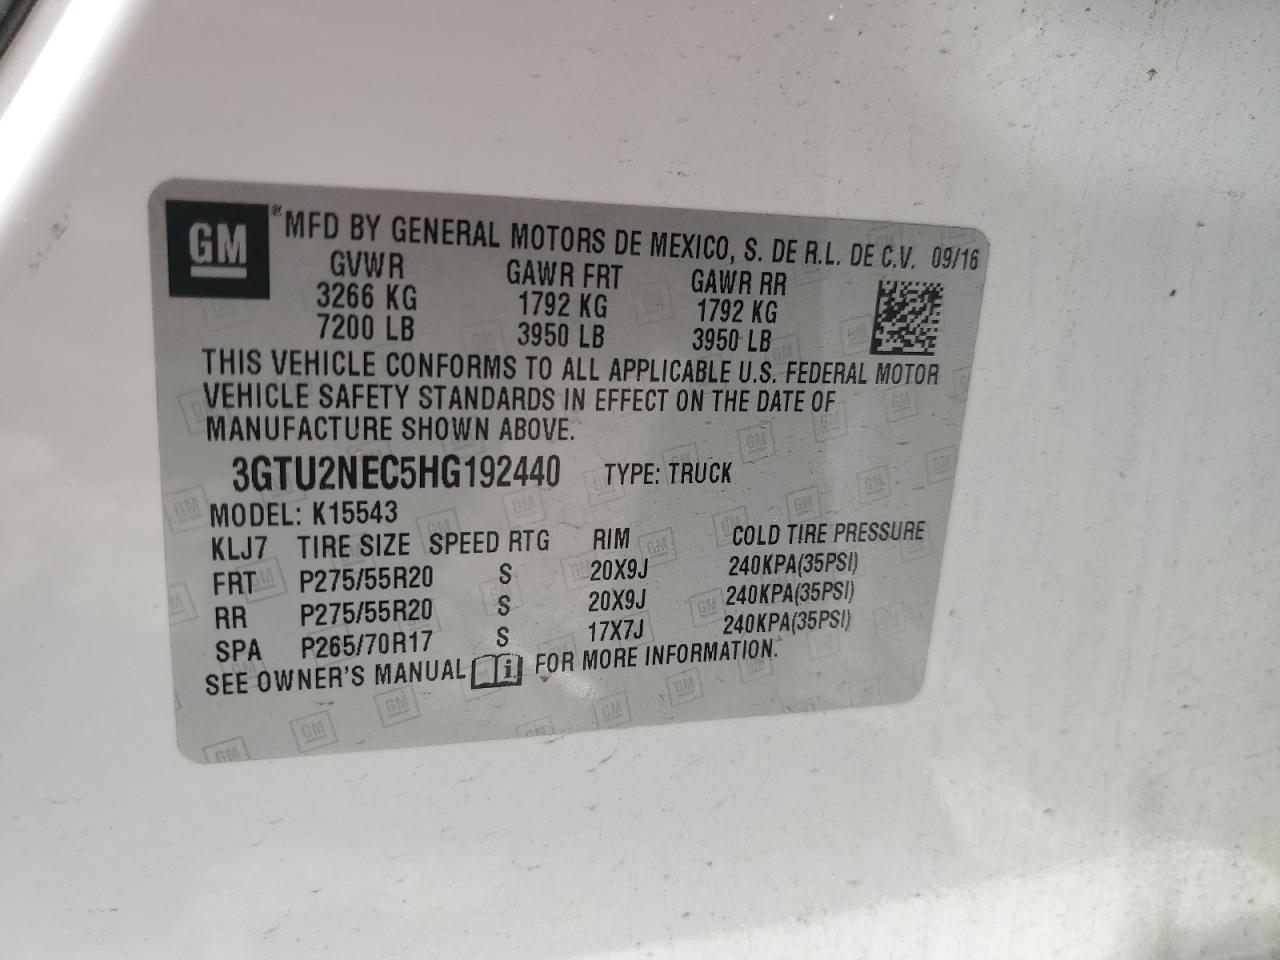 GM ® MFD BY GENERAL MOTORS DE MEXICO, S. DE R.L. DE C.V. 09/16
GVWR GAWR FRT GAWR RR
3266 KG 1792 KG 1792 KG
7200 LB 3950 LB 3950 LB
THIS VEHICLE CONFORMS TO ALL APPLICABLE U.S. FEDERAL MOTOR
VEHICLE SAFETY STANDARDS IN EFFECT ON THE DATE OF
MANUFACTURE SHOWN ABOVE.
3GTU2NEC5HG192440 TYPE: TRUCK
MODEL: K15543
KLJ7 TIRE SIZE SPEED RTG RIM COLD TIRE PRESSURE
FRT P275/55R20 S 20X9J 240KPA(35PSI)
RR P275/55R20 S 20X9J 240KPA(35PSI)
SPA P265/70R17 S 17X7J 240KPA(35PSI)
SEE OWNER'S MANUAL i FOR MORE INFORMATION.